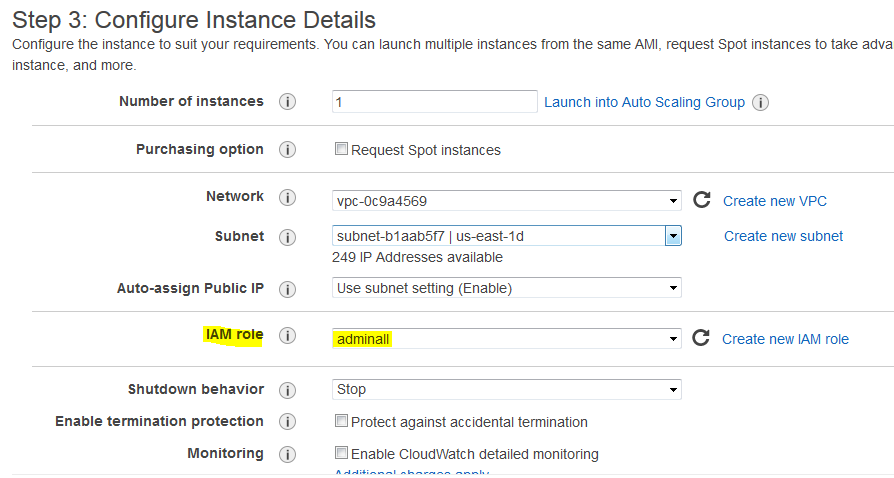 Step 3: Configure Instance Details
Configure the instance to suit your requirements. You can launch multiple instances from the same AMI, request Spot instances to take adva
instance, and more.
Number of instances i 1 Launch into Auto Scaling Group i
Purchasing option i Request Spot instances
Network i vpc-0c9a4569 Create new VPC
Subnet i subnet-b1aab5f7 | us-east-1d Create new subnet
249 IP Addresses available
Auto-assign Public IP i Use subnet setting (Enable)
IAM role i adminall Create new IAM role
Shutdown behavior i Stop
Enable termination protection i Protect against accidental termination
Monitoring i Enable CloudWatch detailed monitoring
Additional charges apply